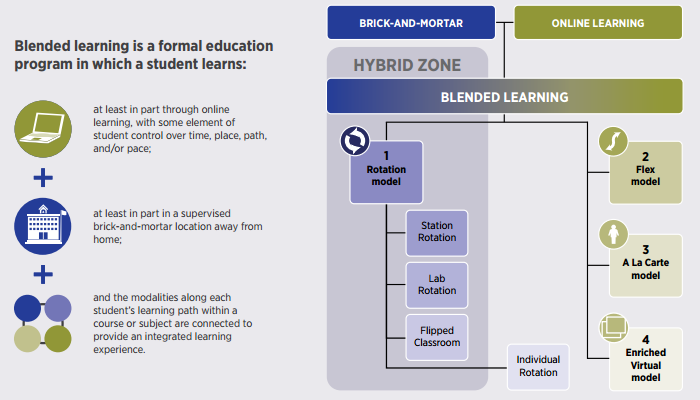 Blended learning is a formal education
program in which a student learns:
at least in part through online
learning, with some element of
student control over time, place, path,
and/or pace;
at least in part in a supervised
brick-and-mortar location away from
home;
and the modalities along each
student's learning path within a
course or subject are connected to
provide an integrated learning
experience.
BRICK-AND-MORTAR
ONLINE LEARNING
HYBRID ZONE
BLENDED LEARNING
1
Rotation
model
Station
Rotation
Lab
Rotation
Flipped
Classroom
Individual
Rotation
2
Flex
model
3
A La Carte
model
4
Enriched
Virtual
model